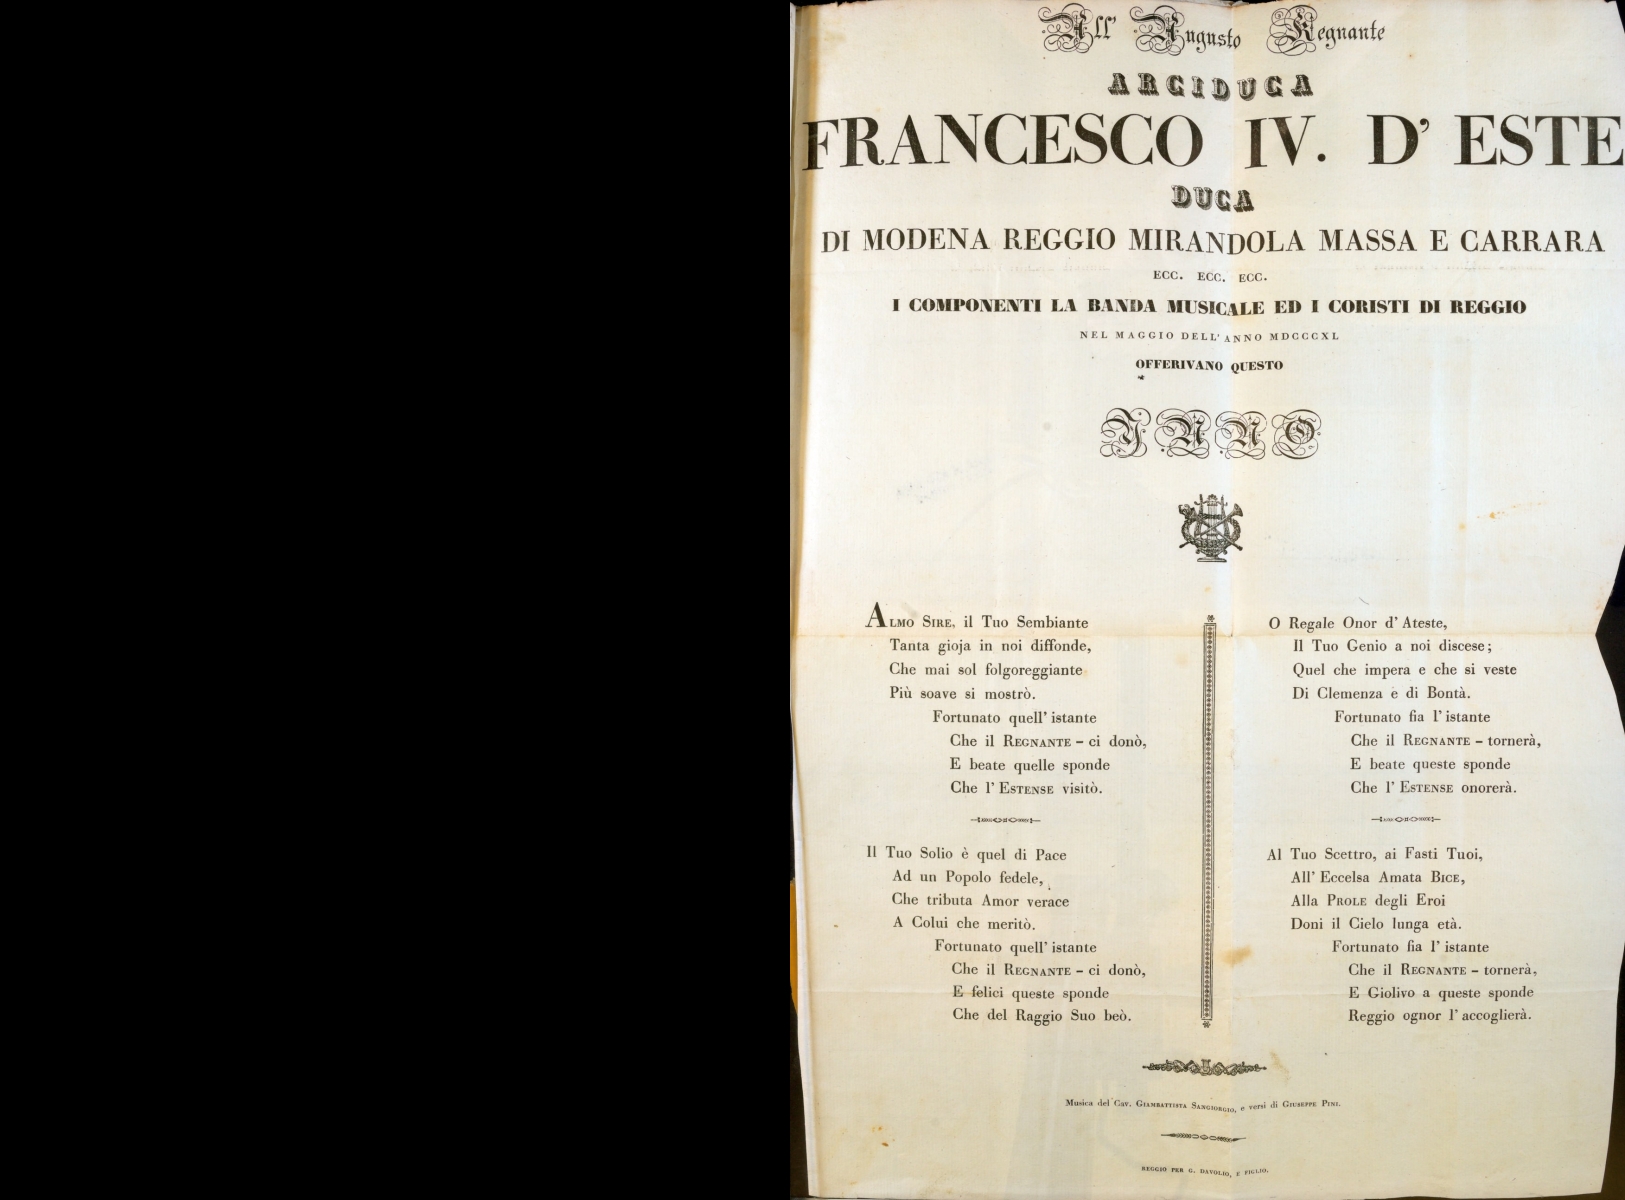 All' Augusto Regnante
ARCIDUCA
FRANCESCO IV. D' ESTE
DUCA
DI MODENA REGGIO MIRANDOLA MASSA E CARRARA
ECC. ECC. ECC.
I COMPONENTI LA BANDA MUSICALE ED I CORISTI DI REGGIO
NEL MAGGIO DELL' ANNO MDCCCXL
OFFERIVANO QUESTO
INNO
ALMO SIRE, il Tuo Sembiante
Tanta gioja in noi diffonde,
Che mai sol folgoreggiante
Più soave si mostrò.
Fortunato quell' istante
Che il REGNANTE – ci donò,
E beate quelle sponde
Che l' ESTENSE visitò.
Il Tuo Solio è quel di Pace
Ad un Popolo fedele,
Che tributa Amor verace
A Colui che meritò.
Fortunato quell' istante
Che il REGNANTE – ci donò,
E felici queste sponde
Che del Raggio Suo beò.
O Regale Onor d' Ateste,
Il Tuo Genio a noi discese;
Quel che impera e che si veste
Di Clemenza e di Bontà.
Fortunato fia l' istante
Che il REGNANTE – tornerà,
E beate queste sponde
Che l' ESTENSE onorerà.
Al Tuo Scettro, ai Fasti Tuoi,
All' Eccelsa Amata BICE,
Alla PROLE degli Eroi
Doni il Cielo lunga età.
Fortunato fia l' istante
Che il REGNANTE – tornerà,
E Giolivo a queste sponde
Reggio ognor l' accoglierà.
Musica del Cav. GIAMBATTISTA SANGIORGIO, e versi di GIUSEPPE PINI.
REGGIO PER G. DAVOLIO, E FIGLIO.